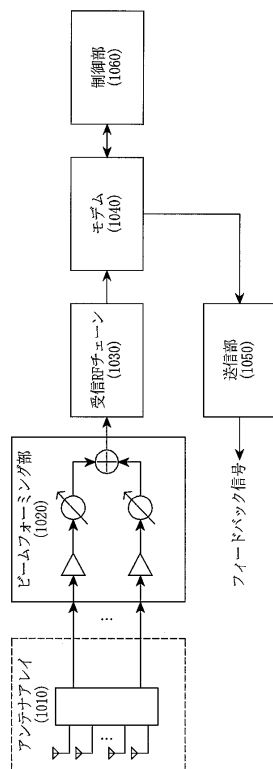 アンテナアレイ
(1010)
...
ビームフォーミング部
(1020)
...
受信RFチェーン
(1030)
モデム
(1040)
制御部
(1060)
送信部
(1050)
フィードバック信号